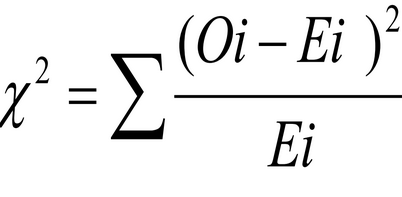 χ² = ∑ (Oi – Ei )² / Ei